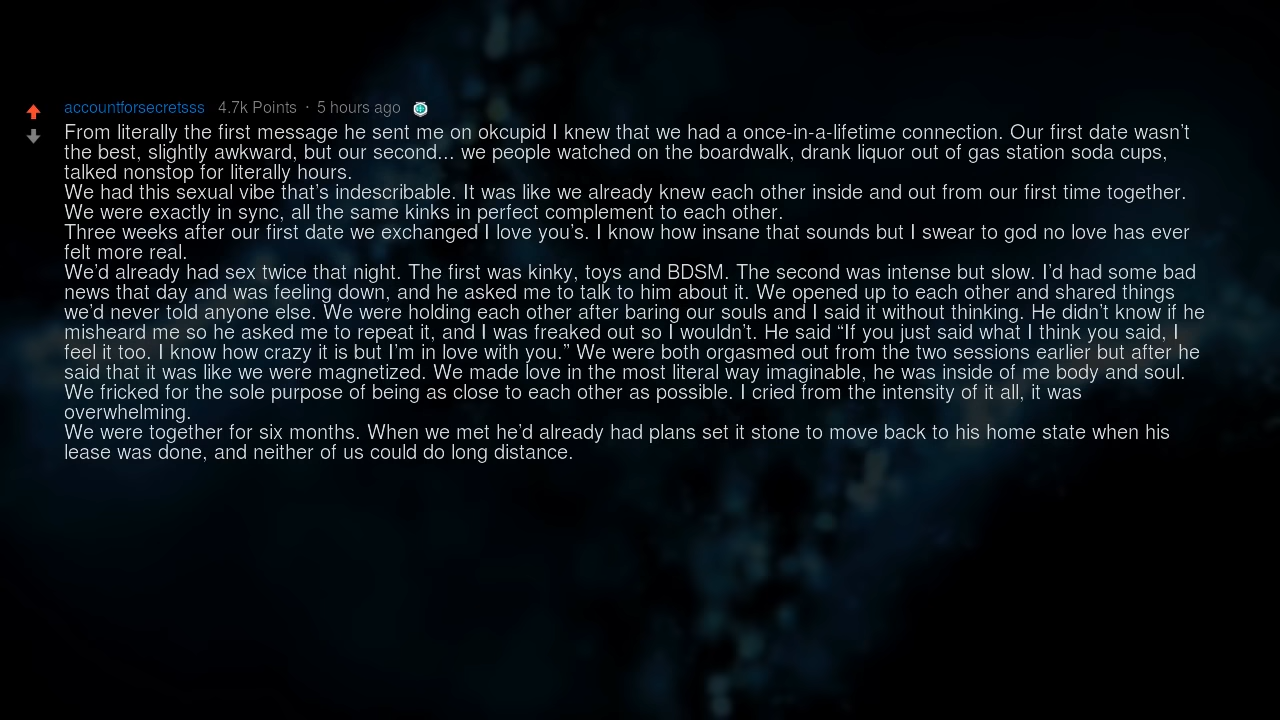 accountforsecretsss 4.7k Points · 5 hours ago
From literally the first message he sent me on okcupid I knew that we had a once-in-a-lifetime connection. Our first date wasn't
the best, slightly awkward, but our second... we people watched on the boardwalk, drank liquor out of gas station soda cups,
talked nonstop for literally hours.
We had this sexual vibe that's indescribable. It was like we already knew each other inside and out from our first time together.
We were exactly in sync, all the same kinks in perfect complement to each other.
Three weeks after our first date we exchanged I love you's. I know how insane that sounds but I swear to god no love has ever
felt more real.
We'd already had sex twice that night. The first was kinky, toys and BDSM. The second was intense but slow. I'd had some bad
news that day and was feeling down, and he asked me to talk to him about it. We opened up to each other and shared things
we'd never told anyone else. We were holding each other after baring our souls and I said it without thinking. He didn't know if he
misheard me so he asked me to repeat it, and I was freaked out so I wouldn't. He said “If you just said what I think you said, I
feel it too. I know how crazy it is but I'm in love with you.” We were both orgasmed out from the two sessions earlier but after he
said that it was like we were magnetized. We made love in the most literal way imaginable, he was inside of me body and soul.
We fricked for the sole purpose of being as close to each other as possible. I cried from the intensity of it all, it was
overwhelming.
We were together for six months. When we met he'd already had plans set it stone to move back to his home state when his
lease was done, and neither of us could do long distance.